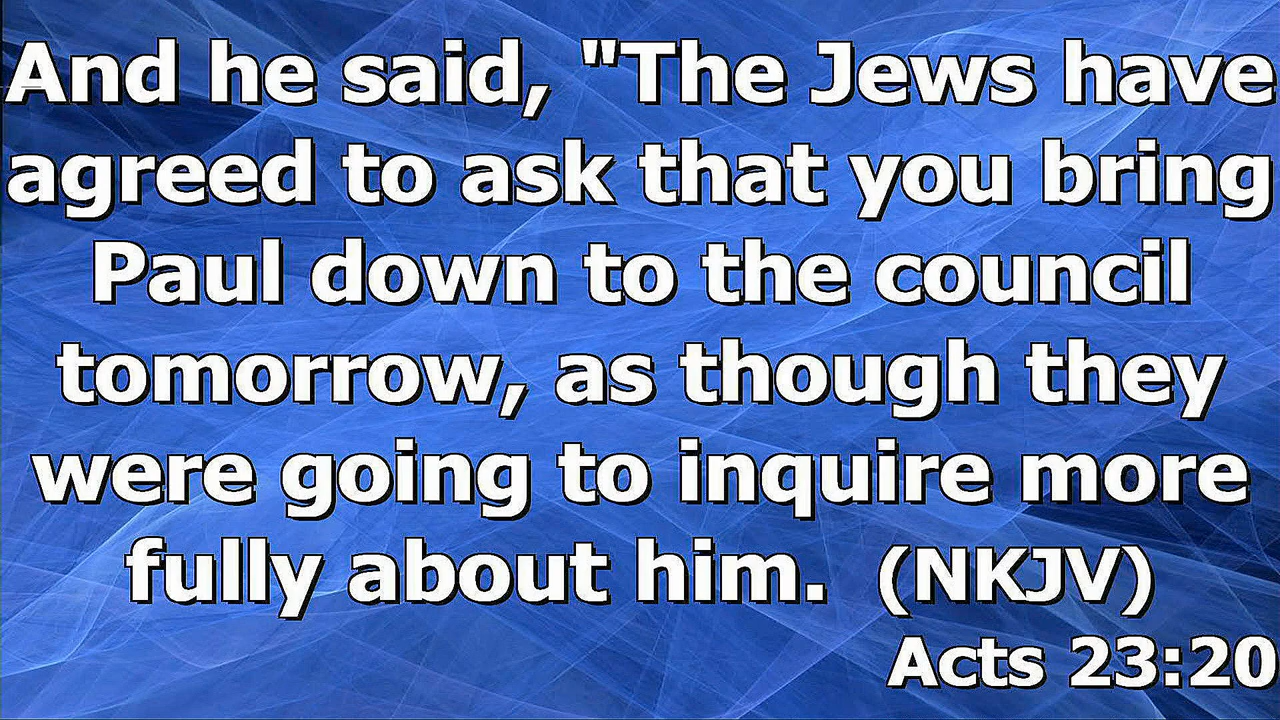 And he said, "The Jews have
agreed to ask that you bring
Paul down to the council
tomorrow, as though they
were going to inquire more
fully about him.  (NKJV)
Acts 23:20